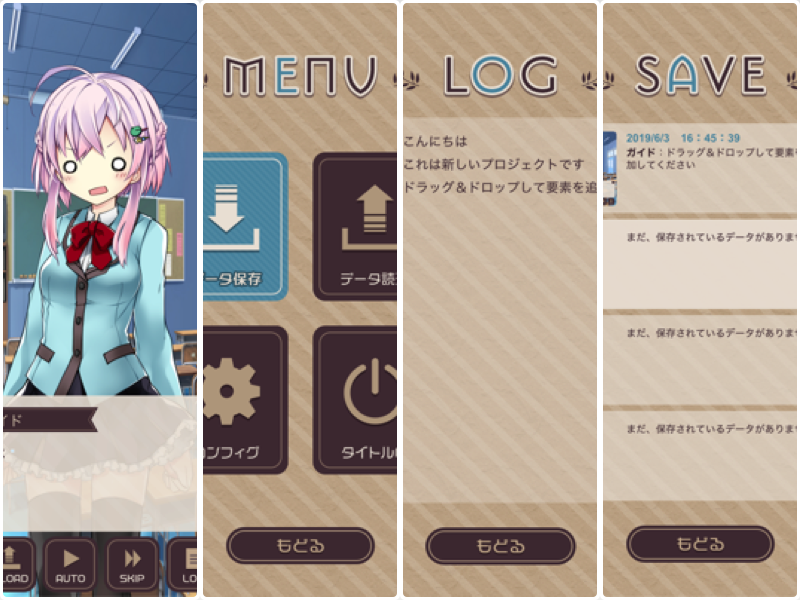 イド
LOAD
AUTO
SKIP
LO
MENU
ータ保存
データ読
ンフィグ
タイトル
もどる
LOG
こんにちは
これは新しいプロジェクトです
ドラッグ＆ドロップして要素を追
もどる
SAVE
2019/6/3 16：45：39
ガイド：ドラッグ＆ドロップして要素
加してください
まだ、保存されているデータがありま
まだ、保存されているデータがありま
まだ、保存されているデータがありま
もどる